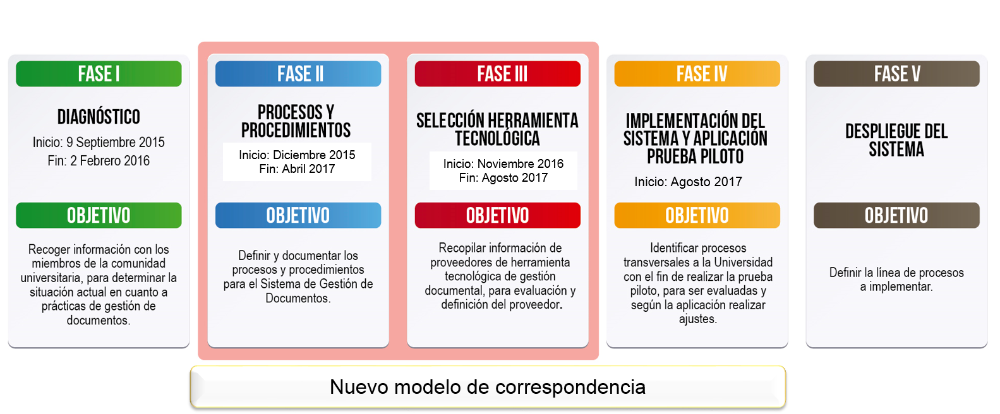 FASE I
DIAGNÓSTICO
Inicio: 9 Septiembre 2015
Fin: 2 Febrero 2016
OBJETIVO
Recoger información con los
miembros de la comunidad
universitaria, para determinar la
situación actual en cuanto a
prácticas de gestión de
documentos.
FASE II
PROCESOS Y
PROCEDIMIENTOS
Inicio: Diciembre 2015
Fin: Abril 2017
OBJETIVO
Definir y documentar los
procesos y procedimientos
para el Sistema de Gestión de
Documentos.
FASE III
SELECCIÓN HERRAMIENTA
TECNOLÓGICA
Inicio: Noviembre 2016
Fin: Agosto 2017
OBJETIVO
Recopilar información de
proveedores de herramienta
tecnológica de gestión
documental, para evaluación y
definición del proveedor.
FASE IV
IMPLEMENTACIÓN DEL
SISTEMA Y APLICACIÓN
PRUEBA PILOTO
Inicio: Agosto 2017
OBJETIVO
Identificar procesos
transversales a la Universidad
con el fin de realizar la prueba
piloto, para ser evaluadas y
según la aplicación realizar
ajustes.
FASE V
DESPLIEGUE DEL
SISTEMA
OBJETIVO
Definir la línea de procesos
a implementar.
Nuevo modelo de correspondencia